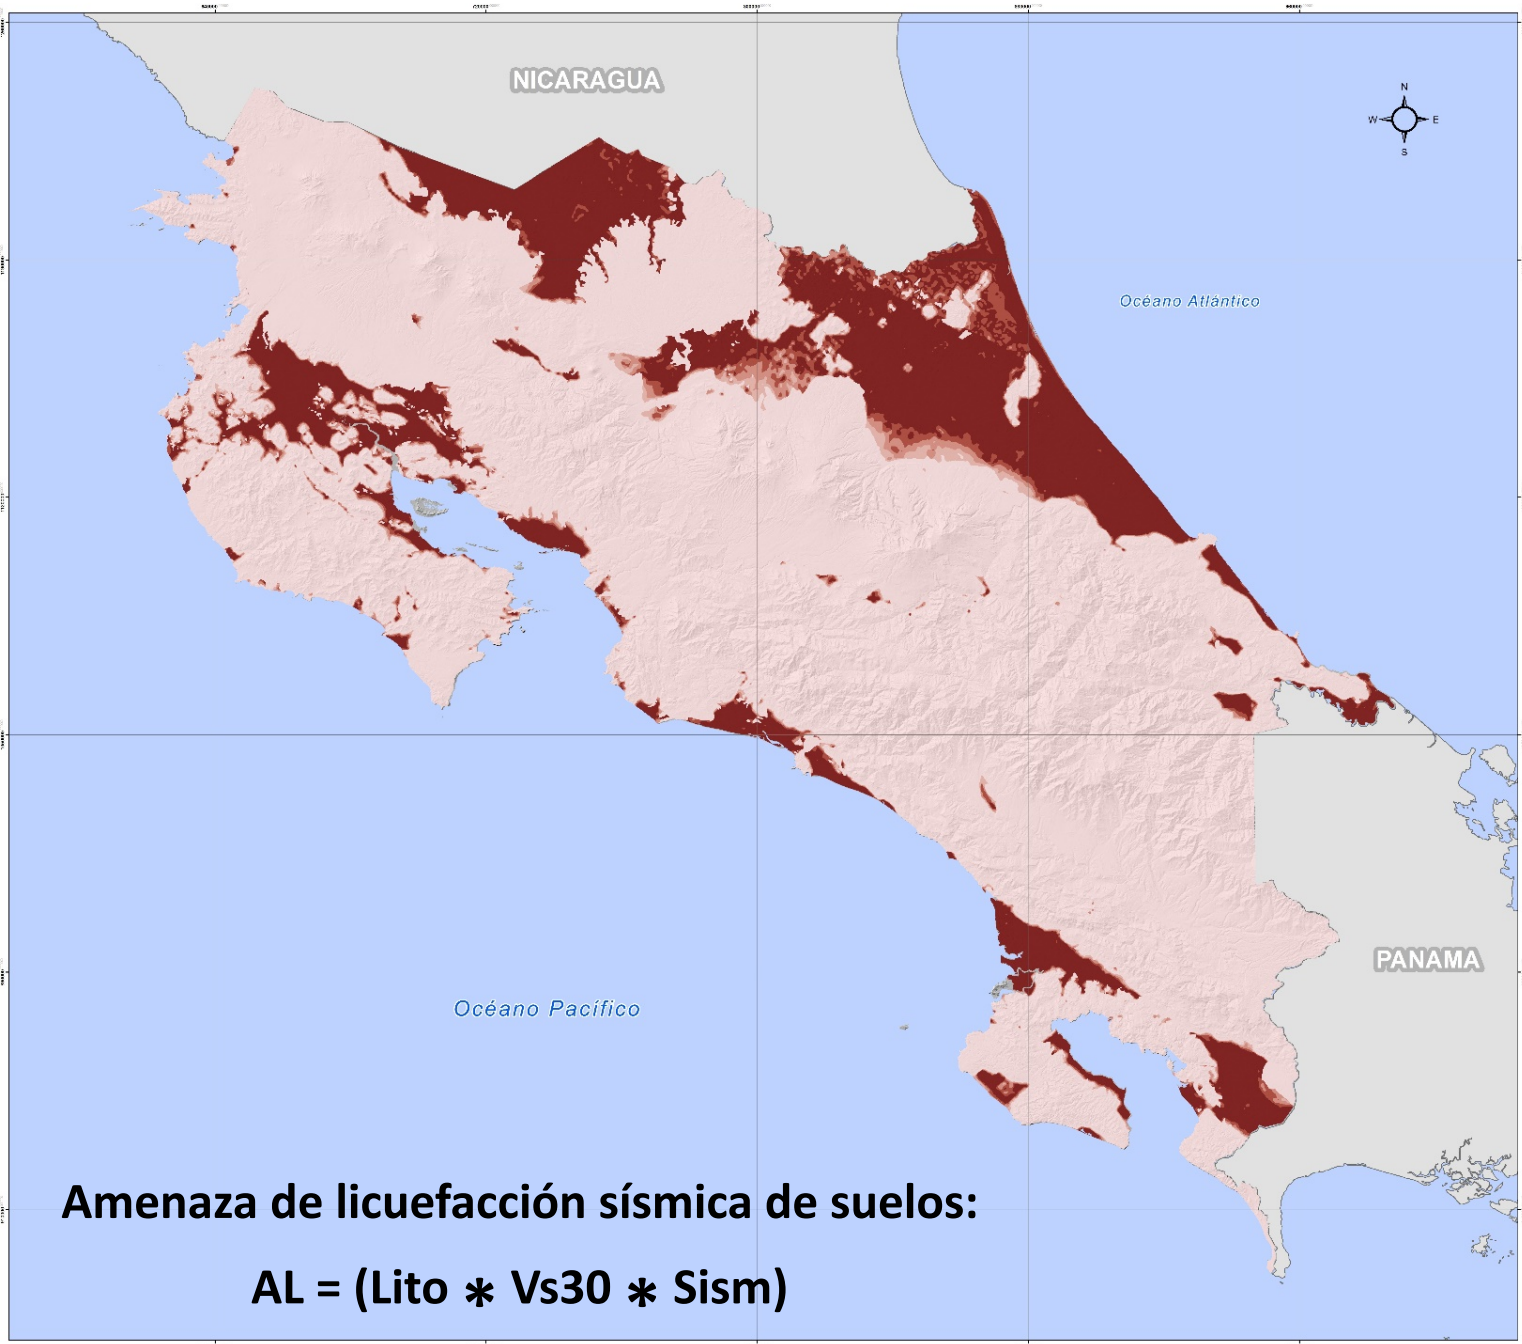 NICARAGUA
N
W E
S
Océano Atlántico
PANAMA
Océano Pacífico
Amenaza de licuefacción sísmica de suelos:
AL = (Lito * Vs30 * Sism)